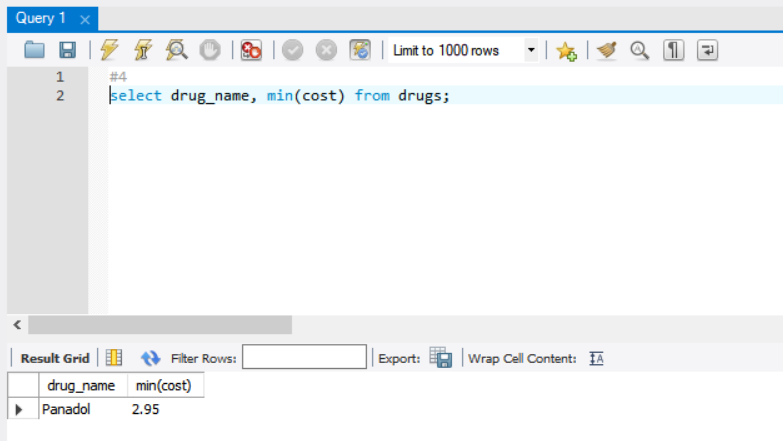 Query 1
Limit to 1000 rows
1 #4
2 select drug_name, min(cost) from drugs;
Result Grid Filter Rows: Export: Wrap Cell Content:
drug_name min(cost)
Panadol 2.95